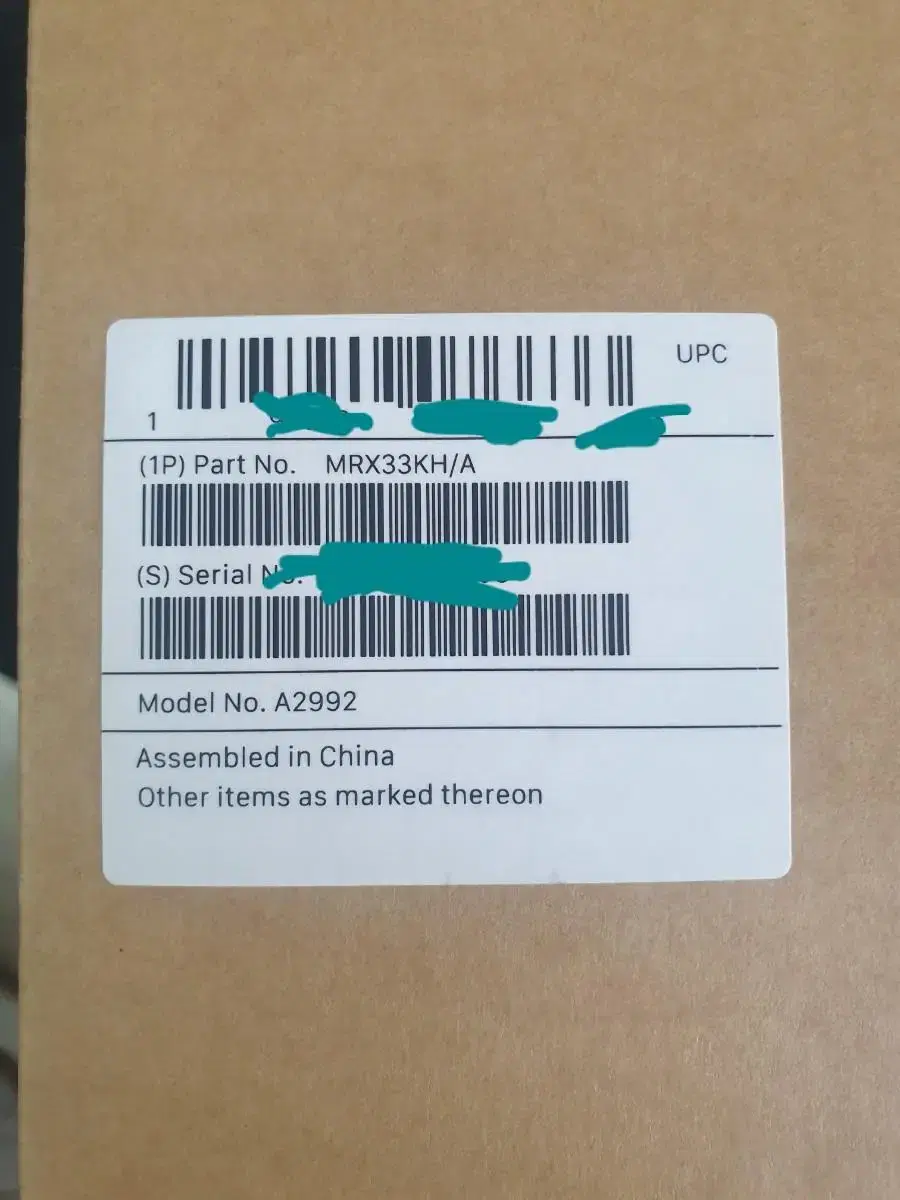 UPC
1
(1P) Part No. MRX33KH/A
(S) Serial No.
Model No. A2992
Assembled in China
Other items as marked thereon